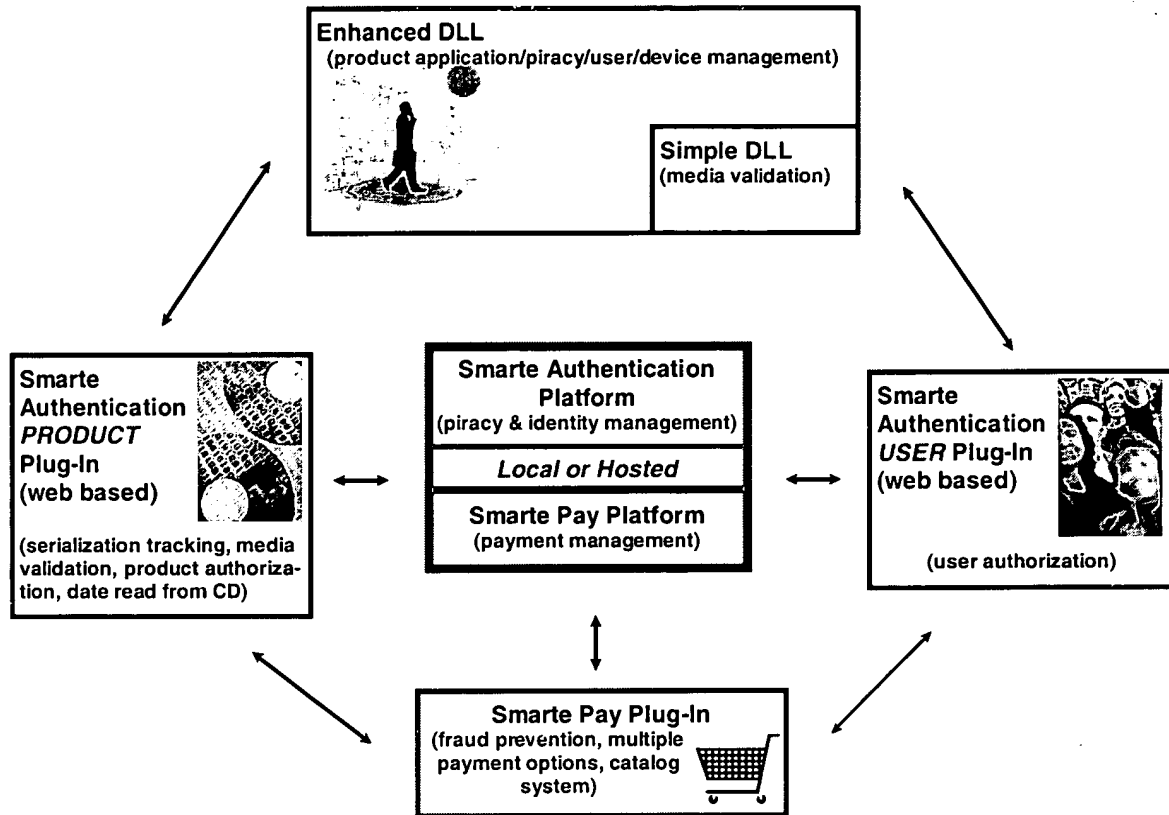 Enhanced DLL
(product application/piracy/user/device management)
Simple DLL
(media validation)
Smarte
Authentication
PRODUCT
Plug-In
(web based)
(serialization tracking, media
validation, product authoriza-
tion, date read from CD)
Smarte Authentication
Platform
(piracy & identity management)
Local or Hosted
Smarte Pay Platform
(payment management)
Smarte
Authentication
USER Plug-In
(web based)
(user authorization)
Smarte Pay Plug-In
(fraud prevention, multiple
payment options, catalog
system)